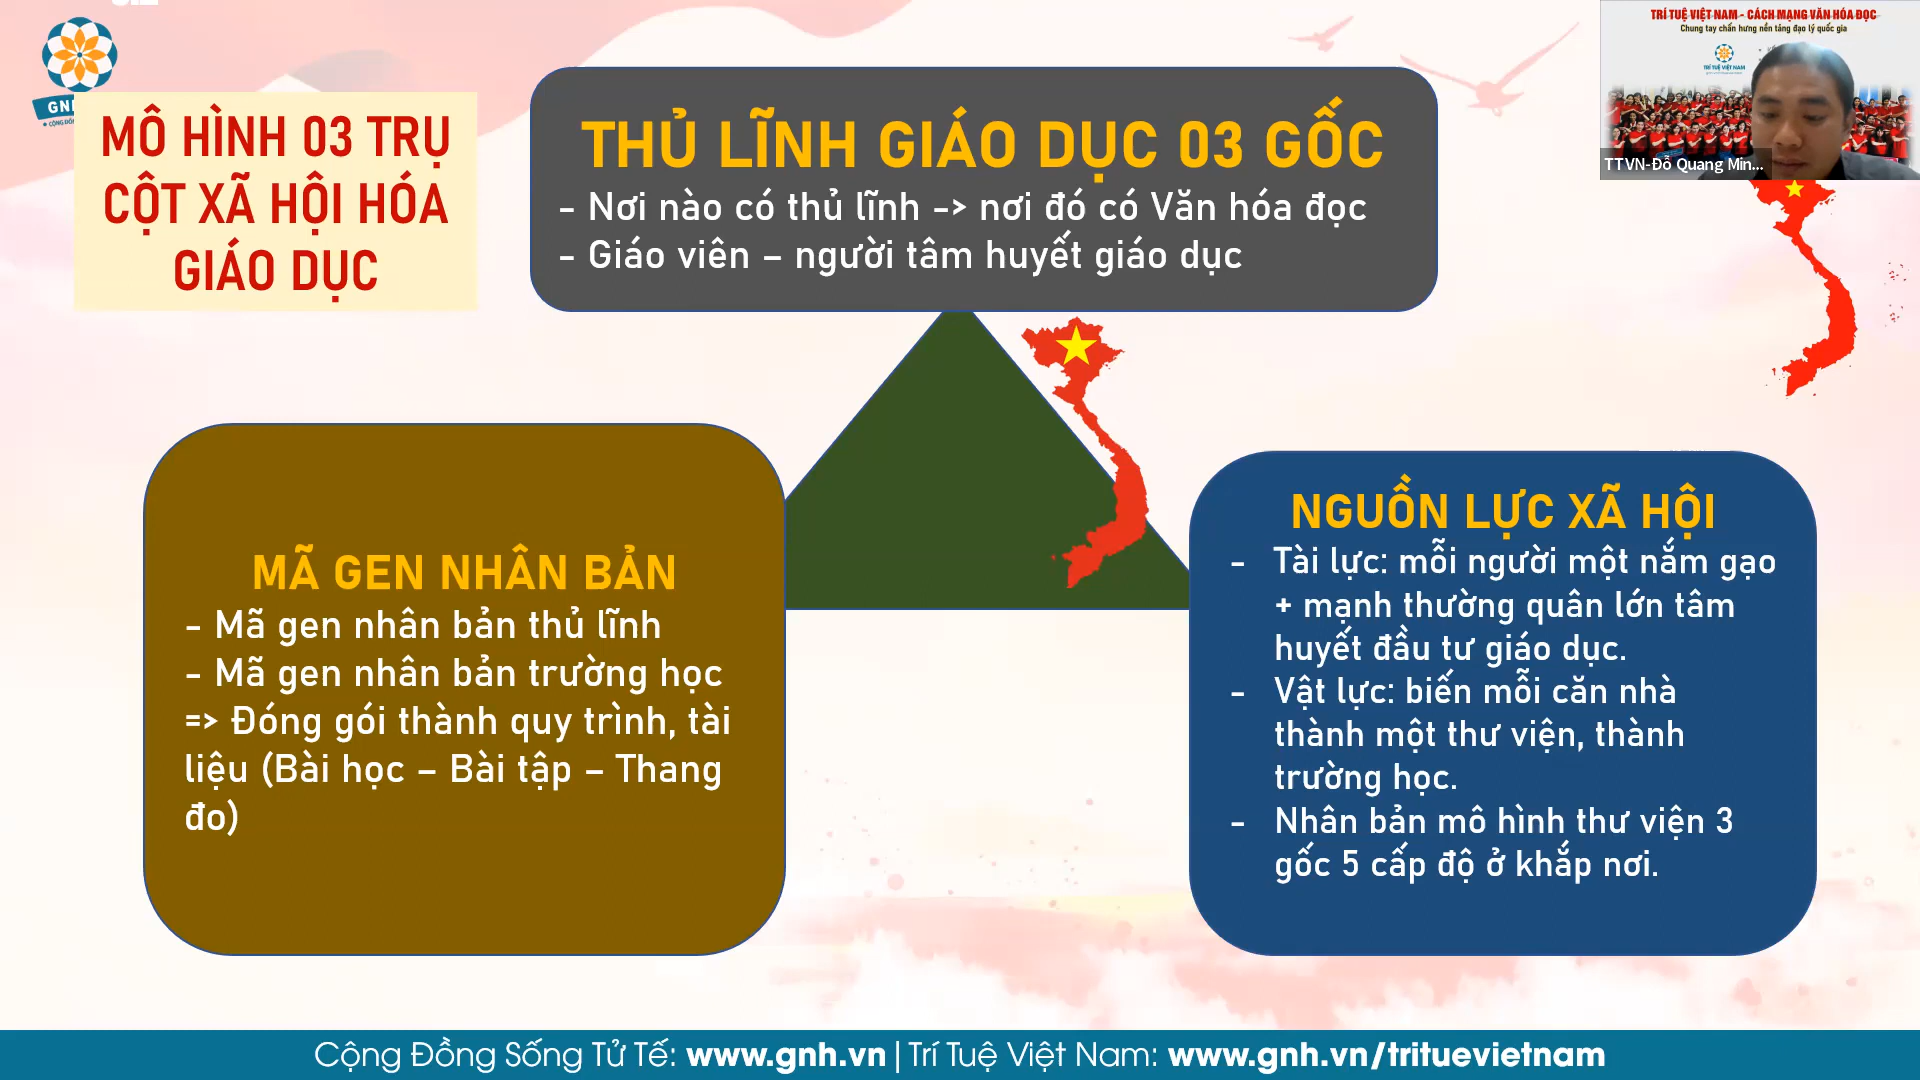 GNH
MÔ HÌNH 03 TRỤ
CỘT XÃ HỘI HÓA
GIÁO DỤC
THỦ LĨNH GIÁO DỤC 03 GỐC
- Nơi nào có thủ lĩnh -> nơi đó có Văn hóa đọc
- Giáo viên – người tâm huyết giáo dục
TRÍ TUỆ VIỆT NAM - CÁCH MẠNG VĂN HÓA ĐỌC
Chung tay chấn hưng nền tảng đạo lý quốc gia
TRÍ TUỆ VIỆT NAM
TTVN-Đỗ Quang Min...
MÃ GEN NHÂN BẢN
- Mã gen nhân bản thủ lĩnh
- Mã gen nhân bản trường học
=> Đóng gói thành quy trình, tài
liệu (Bài học – Bài tập – Thang
đo)
NGUỒN LỰC XÃ HỘI
- Tài lực: mỗi người một nắm gạo
+ mạnh thường quân lớn tâm
huyết đầu tư giáo dục.
- Vật lực: biến mỗi căn nhà
thành một thư viện, thành
trường học.
- Nhân bản mô hình thư viện 3
gốc 5 cấp độ ở khắp nơi.
Cộng Đồng Sống Tử Tế: www.gnh.vn | Trí Tuệ Việt Nam: www.gnh.vn/trituevietnam